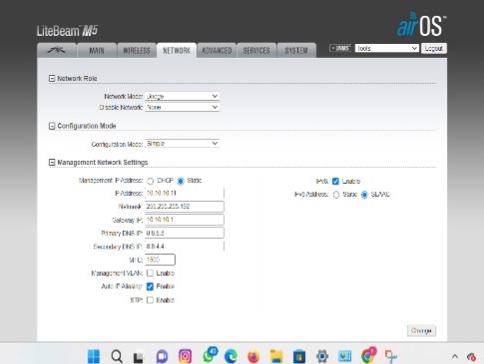 LiteBeam M5
airOS
MAIN WIRELESS NETWORK ADVANCED SERVICES SYSTEM Tools Logout
Network Role
Network Mode: Bridge
Disable Network: None
Configuration Mode
Configuration Mode: Simple
Management Network Settings
Management IP Address: DHCP Static IPv6: Enable
IP Address: 10.10.10.11 IPv6 Address: Static SLAAC
Netmask: 255.255.255.192
Gateway IP: 10.10.10.1
Primary DNS IP: 8.8.8.8
Secondary DNS IP: 8.8.4.4
MTU: 1500
Management VLAN: Enable
Auto IP Aliasing: Enable
STP: Enable
Change